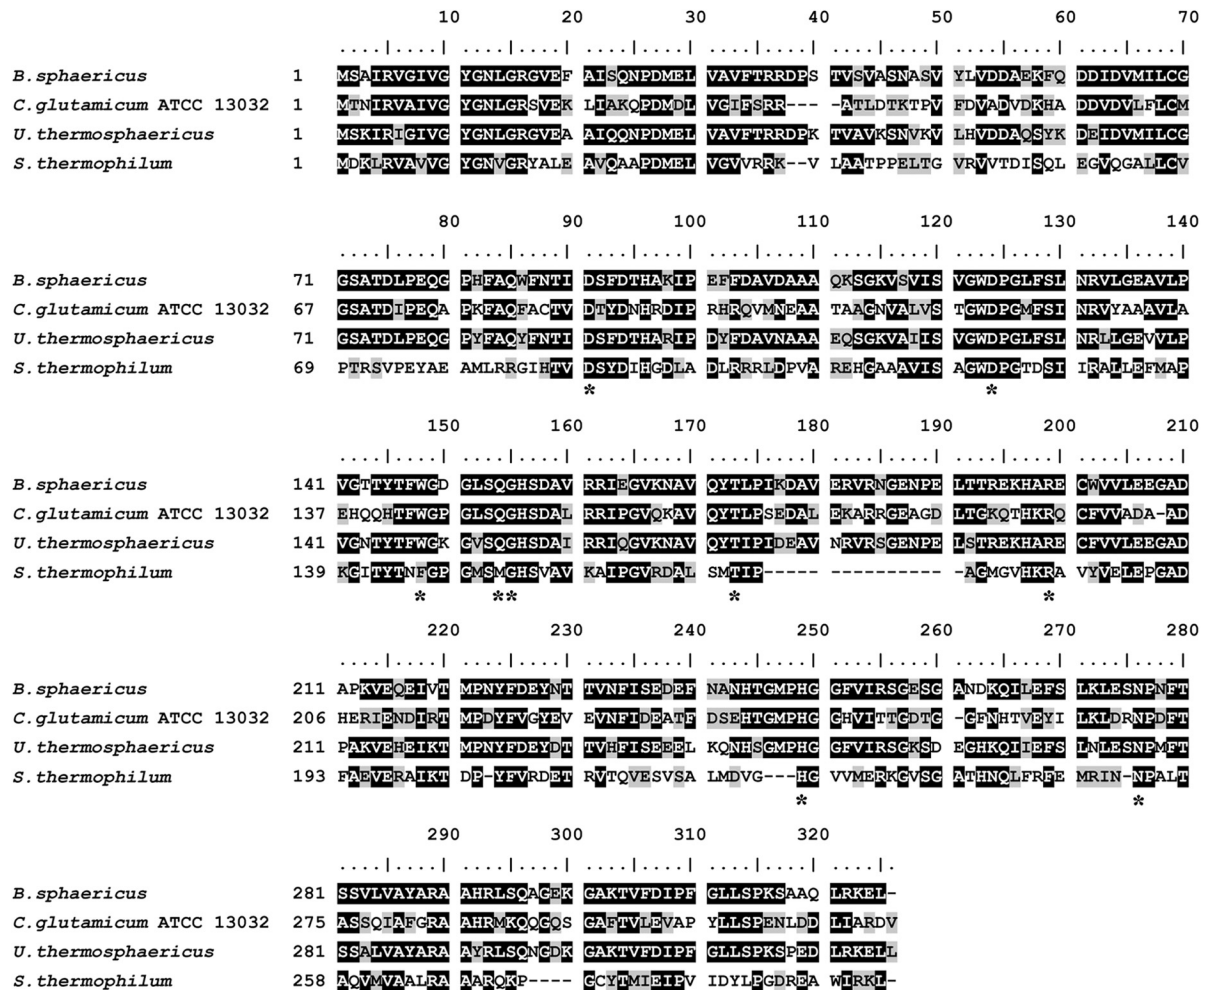 10 20 30 40 50 60 70
....|....| ....|....| ....|....| ....|....| ....|....| ....|....| ....|....|
B.sphaericus 1 MSAIRVGIVG YGNLGRGVEF AISQNPDMEL VAVFTRRDPS TVSVASNASV YLVDDAEKFQ DDIDVMILCG
C.glutamicum ATCC 13032 1 MTNIRVAIVG YGNLGRSVEK LIAKQPDMDL VGIFSRR--- -ATLDTKTPV FDVADVDKHA DDVDVLFLCM
U.thermosphaericus 1 MSKIRIGIVG YGNLGRGVEA AIQQNPDMEL VAVFTRRDPK TVAVKSNVKV LHVDDAQSYK DEIDVMILCG
S.thermophilum 1 MDKLRVAVVG YGNVGRYALE AVQAAPDMEL VGVVRRK--V LAATPPELTG VRVVTDISQL EGVQGALLCV
80 90 100 110 120 130 140
....|....| ....|....| ....|....| ....|....| ....|....| ....|....| ....|....|
B.sphaericus 71 GSATDLPEQG PHFAQWFNTI DSFDTHAKIP EFFDAVDAAA QKSGKVSVIS VGWDPGLFSL NRVLGEAVLP
C.glutamicum ATCC 13032 67 GSATDIPEQA PKFAQFACTV DTYDNHRDIP RHRQVMNEAA TAAGNVALVS TGWDPGMFSI NRVYAAAVLA
U.thermosphaericus 71 GSATDLPEQG PYFAQYFNTI DSFDTHARIP DYFDAVNAAA EQSGKVAIIS VGWDPGLFSL NRLLGEVVLP
S.thermophilum 69 PTRSVPEYAE AMLRRGIHTV DSYDIHGDLA DLRRRLDPVA REHGAAAVIS AGWDPGTDSI IRALLEFMAP
* *
150 160 170 180 190 200 210
....|....| ....|....| ....|....| ....|....| ....|....| ....|....| ....|....|
B.sphaericus 141 VGTTYTFWGD GLSQGHSDAV RRIEGVKNAV QYTLPIKDAV ERVRNGENPE LTTREKHARE CWVVLEEGAD
C.glutamicum ATCC 13032 137 EHQQHTFWGP GLSQGHSDAL RRIPGVQKAV QYTLPSEDAL EKARRGEAGD LTGKQTHKRQ CFVVADA-AD
U.thermosphaericus 141 VGNTYTFWGK GVSQGHSDAI RRIQGVKNAV QYTIPIDEAV NRVRSGENPE LSTREKHARE CFVVLEEGAD
S.thermophilum 139 KGITYTNFGP GMSMGHSVAV KAIPGVRDAL SMTIP----- ---------- -AGMGVHKRA VYVELEPGAD
* ** * *
220 230 240 250 260 270 280
....|....| ....|....| ....|....| ....|....| ....|....| ....|....| ....|....|
B.sphaericus 211 APKVEQEIVT MPNYFDEYNT TVNFISEDEF NANHTGMPHG GFVIRSGESG ANDKQILEFS LKLESNPNFT
C.glutamicum ATCC 13032 206 HERIENDIRT MPDYFVGYEV EVNFIDEATF DSEHTGMPHG GHVITTGDTG -GFNHTVEYI LKLDRNPDFT
U.thermosphaericus 211 PAKVEHEIKT MPNYFDEYDT TVHFISEEEL KQNHSGMPHG GFVIRSGKSD EGHKQIIEFS LNLESNPMFT
S.thermophilum 193 FAEVERAIKT DP-YFVRDET RVTQVESVSA LMDVG---HG VVMERKGVSG ATHNQLFRFE MRIN-NPALT
* *
290 300 310 320
....|....| ....|....| ....|....| ....|....| ....|.
B.sphaericus 281 SSVLVAYARA AHRLSQAGEK GAKTVFDIPF GLLSPKSAAQ LRKEL-
C.glutamicum ATCC 13032 275 ASSQIAFGRA AHRMKQQGQS GAFTVLEVAP YLLSPENLDD LIARDV
U.thermosphaericus 281 SSALVAYARA AYRLSQNGDK GAKTVFDIPF GLLSPKSPED LRKELL
S.thermophilum 258 AQVMVAALRA AARQKP---- GCYTMIEIPV IDYLPGDREA WIRKL-